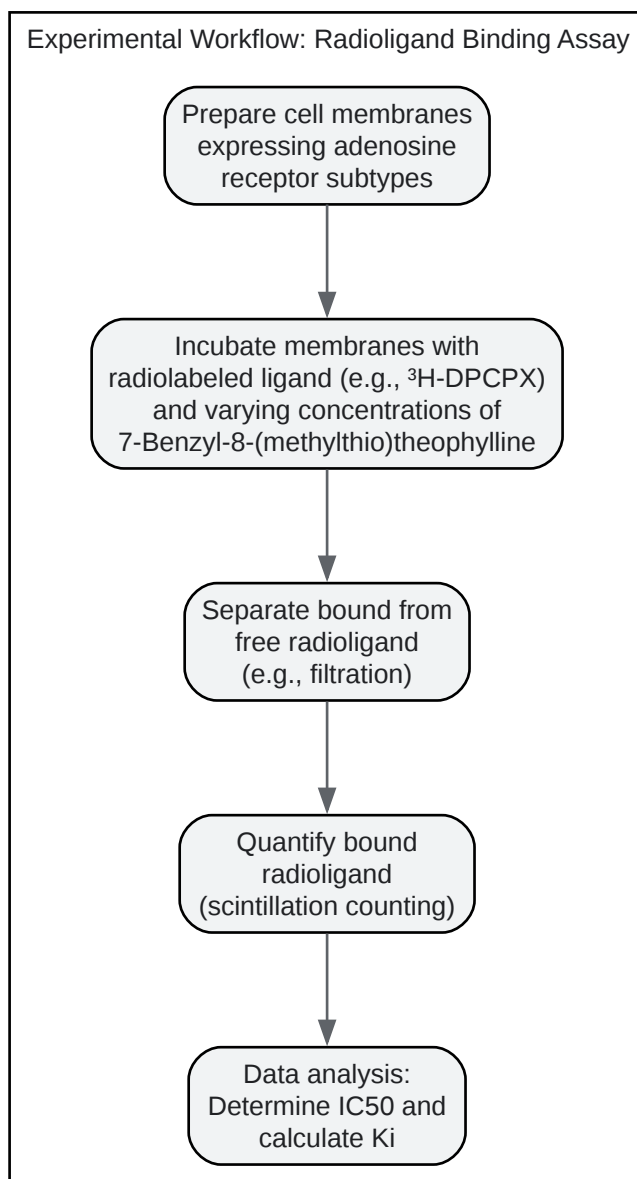 Experimental Workflow: Radioligand Binding Assay
Prepare cell membranes
expressing adenosine
receptor subtypes
Incubate membranes with
radiolabeled ligand (e.g., ³H-DPCPX)
and varying concentrations of
7-Benzyl-8-(methylthio)theophylline
Separate bound from
free radioligand
(e.g., filtration)
Quantify bound
radioligand
(scintillation counting)
Data analysis:
Determine IC50 and
calculate Ki